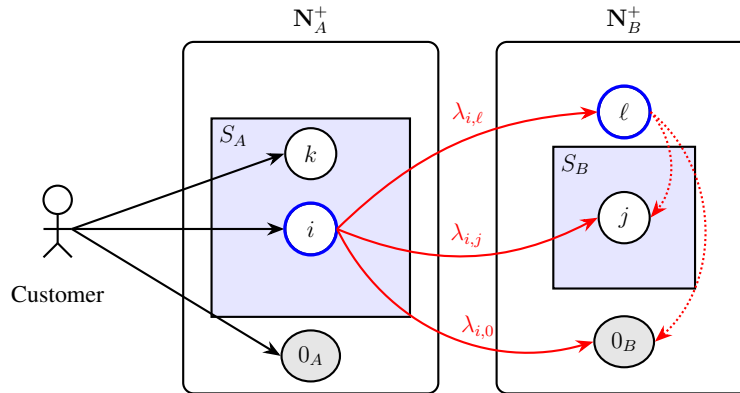 N_A^+ N_B^+
S_A
k
i
0_A
Customer
λ_{i,ℓ}
λ_{i,j}
λ_{i,0}
ℓ
S_B
j
0_B